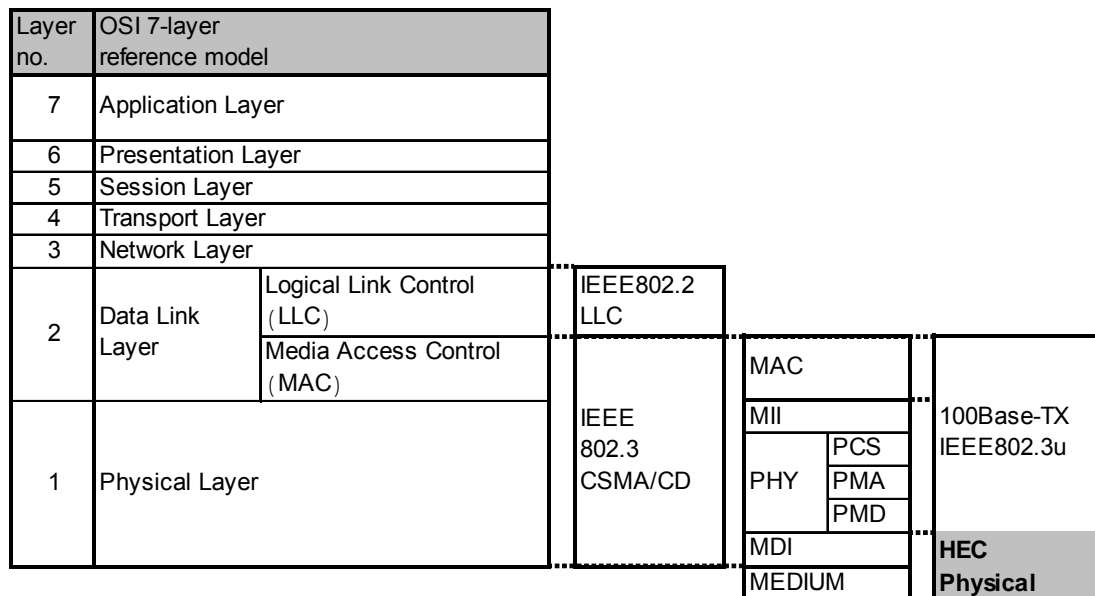 Layer no.
OSI 7-layer
reference model
7
Application Layer
6
Presentation Layer
5
Session Layer
4
Transport Layer
3
Network Layer
2
Data Link
Layer
Logical Link Control
(LLC)
Media Access Control
(MAC)
1
Physical Layer
IEEE802.2
LLC
IEEE
802.3
CSMA/CD
MAC
MII
PHY
PCS
PMA
PMD
MDI
MEDIUM
100Base-TX
IEEE802.3u
HEC
Physical